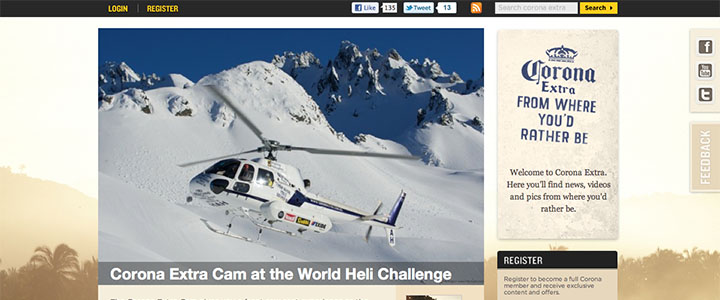 LOGIN
REGISTER
Like
135
Tweet
13
Search corona extra
Search
Corona
Extra
FROM WHERE
YOU'D
RATHER BE
Welcome to Corona Extra.
Here you'll find news, videos
and pics from where you'd
rather be.
FEEDBACK
Corona Extra Cam at the World Heli Challenge
REGISTER
Register to become a full Corona
member and receive exclusive
content and offers.